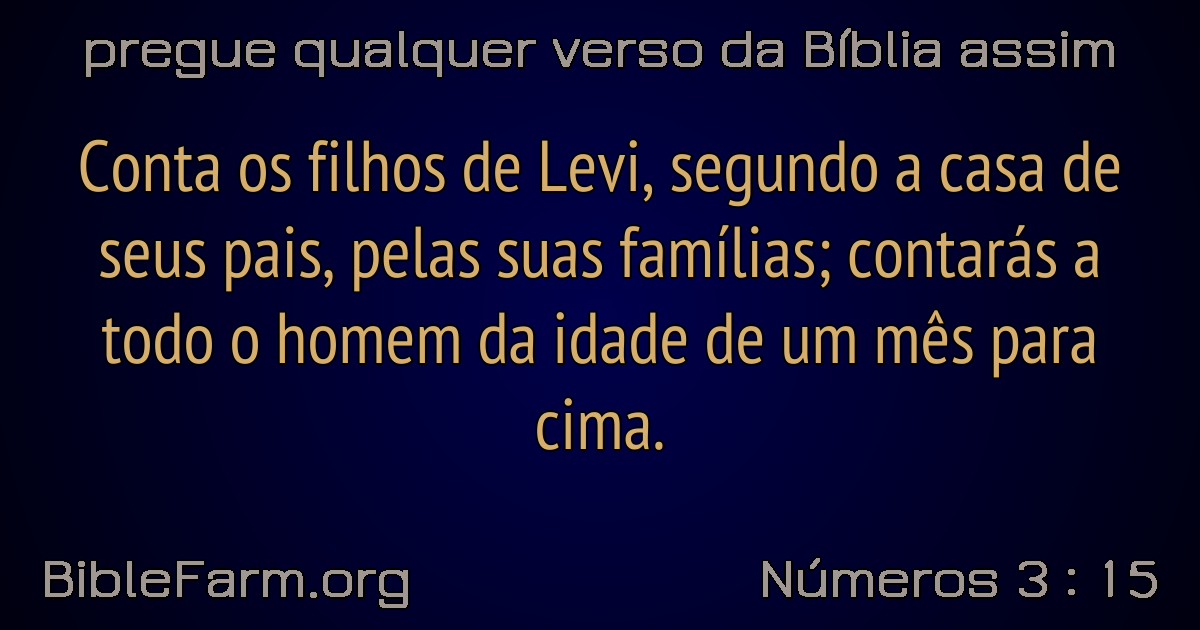 pregue qualquer verso da Bíblia assim
Conta os filhos de Levi, segundo a casa de
seus pais, pelas suas famílias; contarás a
todo o homem da idade de um mês para
cima.
BibleFarm.org
Números 3 : 15